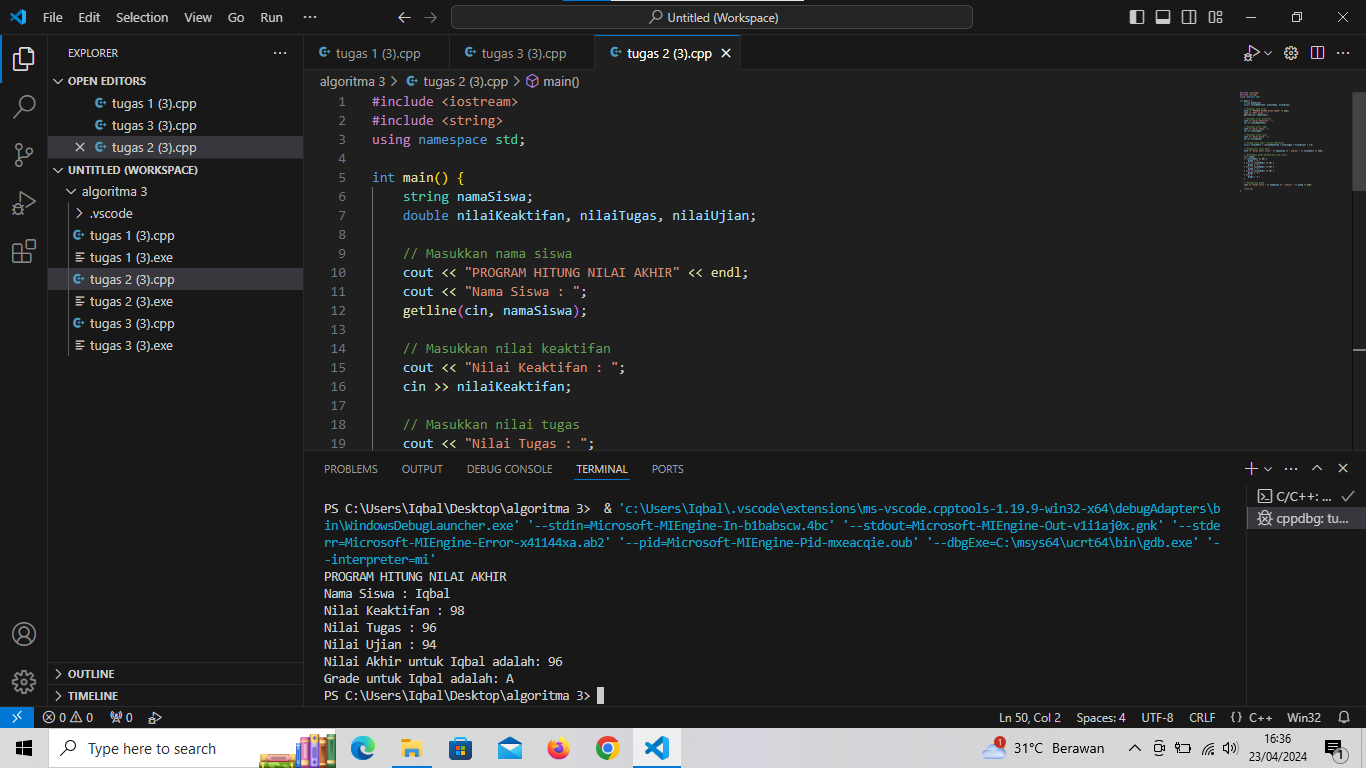 File Edit Selection View Go Run ··· Untitled (Workspace)
EXPLORER ···
OPEN EDITORS
tugas 1 (3).cpp
tugas 3 (3).cpp
tugas 2 (3).cpp
UNTITLED (WORKSPACE)
algoritma 3
.vscode
tugas 1 (3).cpp
tugas 1 (3).exe
tugas 2 (3).cpp
tugas 2 (3).exe
tugas 3 (3).cpp
tugas 3 (3).exe
OUTLINE
TIMELINE
tugas 1 (3).cpp tugas 3 (3).cpp tugas 2 (3).cpp
algoritma 3 > tugas 2 (3).cpp > main()
1 #include <iostream>
2 #include <string>
3 using namespace std;
4
5 int main() {
6 string namaSiswa;
7 double nilaiKeaktifan, nilaiTugas, nilaiUjian;
8
9 // Masukkan nama siswa
10 cout << "PROGRAM HITUNG NILAI AKHIR" << endl;
11 cout << "Nama Siswa : ";
12 getline(cin, namaSiswa);
13
14 // Masukkan nilai keaktifan
15 cout << "Nilai Keaktifan : ";
16 cin >> nilaiKeaktifan;
17
18 // Masukkan nilai tugas
19 cout << "Nilai Tugas : ";
PROBLEMS OUTPUT DEBUG CONSOLE TERMINAL PORTS
PS C:\Users\Iqbal\Desktop\algoritma 3> & 'c:\Users\Iqbal\.vscode\extensions\ms-vscode.cpptools-1.19.9-win32-x64\debugAdapters\b
in\WindowsDebugLauncher.exe' '--stdin=Microsoft-MIEngine-In-b1babscw.4bc' '--stdout=Microsoft-MIEngine-Out-v1i1aj0x.gnk' '--stde
rr=Microsoft-MIEngine-Error-x41144xa.ab2' '--pid=Microsoft-MIEngine-Pid-mxeacqie.oub' '--dbgExe=C:\msys64\ucrt64\bin\gdb.exe' '-
-interpreter=mi'
PROGRAM HITUNG NILAI AKHIR
Nama Siswa : Iqbal
Nilai Keaktifan : 98
Nilai Tugas : 96
Nilai Ujian : 94
Nilai Akhir untuk Iqbal adalah: 96
Grade untuk Iqbal adalah: A
PS C:\Users\Iqbal\Desktop\algoritma 3>
C/C++: ...
cppdbg: tu...
0 0 0 Ln 50, Col 2 Spaces: 4 UTF-8 CRLF {} C++ Win32
Type here to search 1 31°C Berawan 16:36
23/04/2024 1